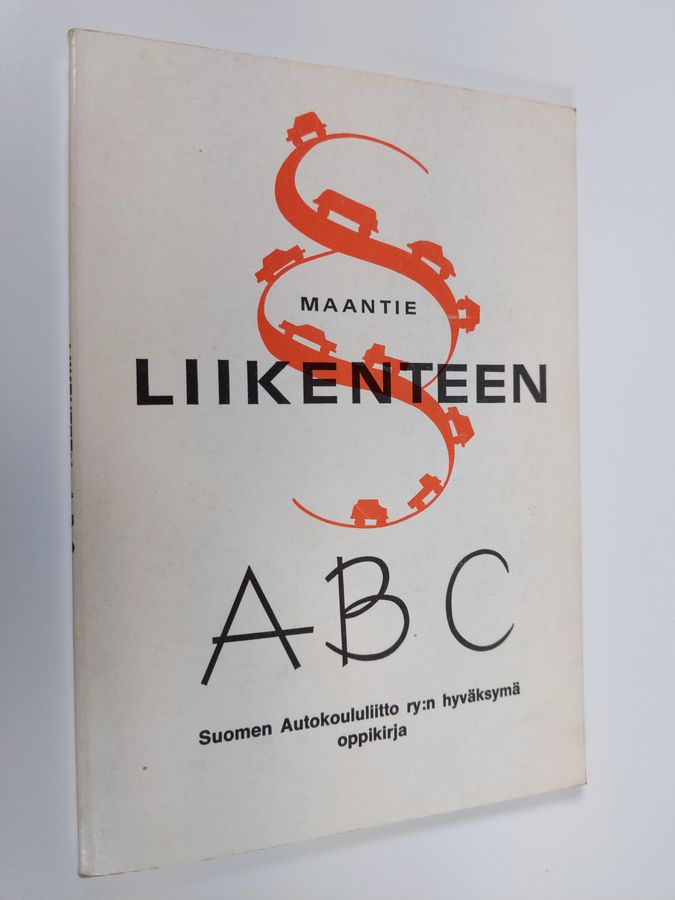 MAANTIE
LIIKENTEEN
ABC
Suomen Autokoululiitto ry:n hyväksymä
oppikirja